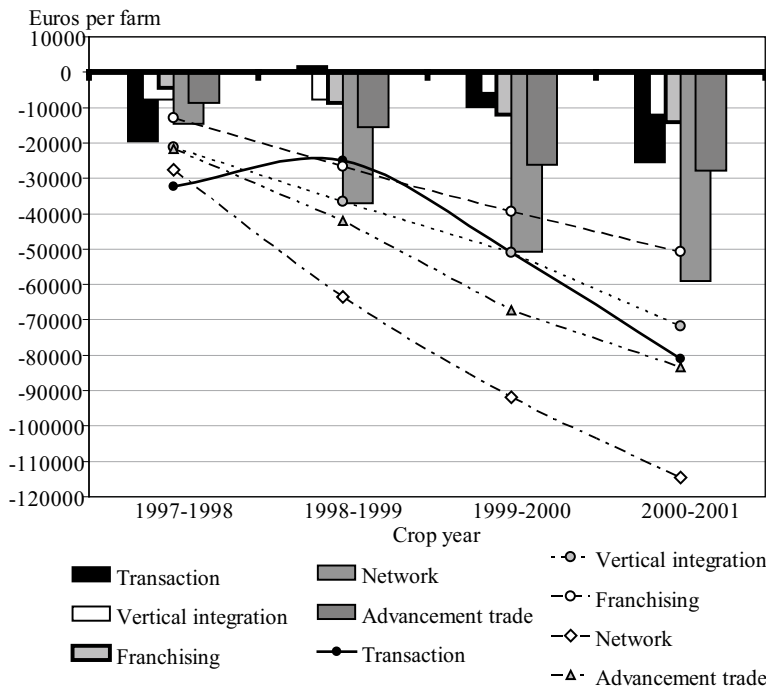 Euros per farm
10000
0
-10000
-20000
-30000
-40000
-50000
-60000
-70000
-80000
-90000
-100000
-110000
-120000
1997-1998 1998-1999 1999-2000 2000-2001
Crop year
Transaction
Vertical integration
Franchising
Network
Advancement trade
Transaction
Vertical integration
Franchising
Network
Advancement trade